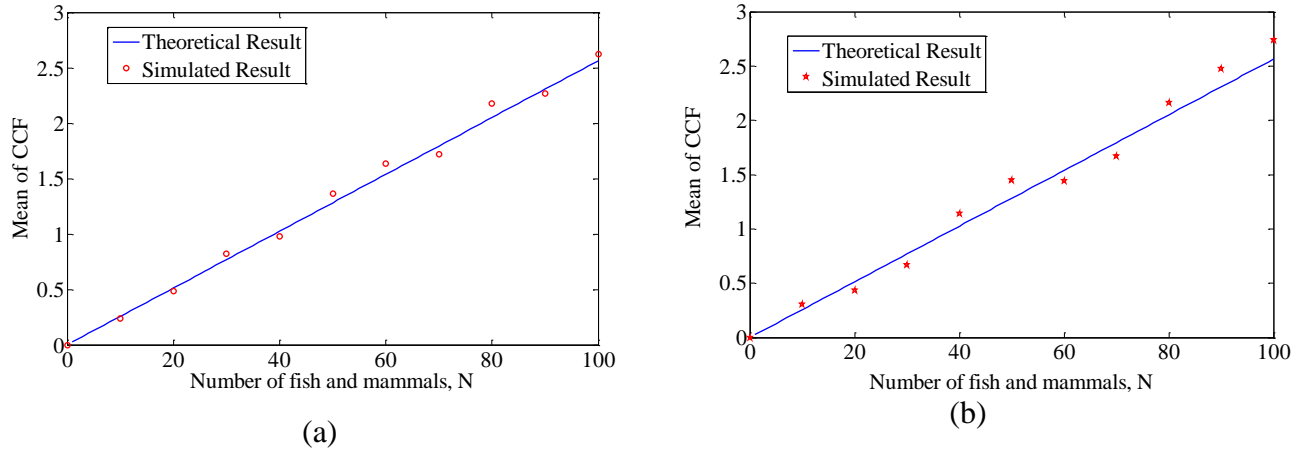 3
2.5
2
1.5
1
0.5
0
Mean of CCF
Theoretical Result
Simulated Result
0
20
40
60
80
100
Number of fish and mammals, N
(a)
3
2.5
2
1.5
1
0.5
0
Mean of CCF
Theoretical Result
Simulated Result
0
20
40
60
80
100
Number of fish and mammals, N
(b)